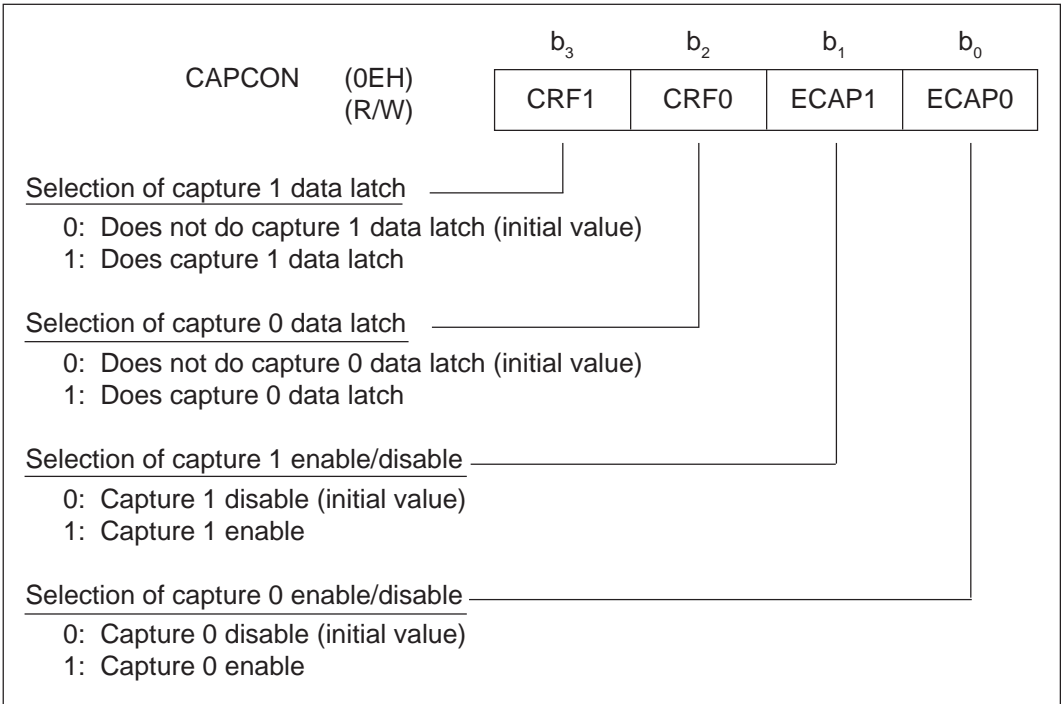 b3 b2 b1 b0
CAPCON (0EH)
(R/W)
CRF1 CRF0 ECAP1 ECAP0
Selection of capture 1 data latch
0: Does not do capture 1 data latch (initial value)
1: Does capture 1 data latch
Selection of capture 0 data latch
0: Does not do capture 0 data latch (initial value)
1: Does capture 0 data latch
Selection of capture 1 enable/disable
0: Capture 1 disable (initial value)
1: Capture 1 enable
Selection of capture 0 enable/disable
0: Capture 0 disable (initial value)
1: Capture 0 enable